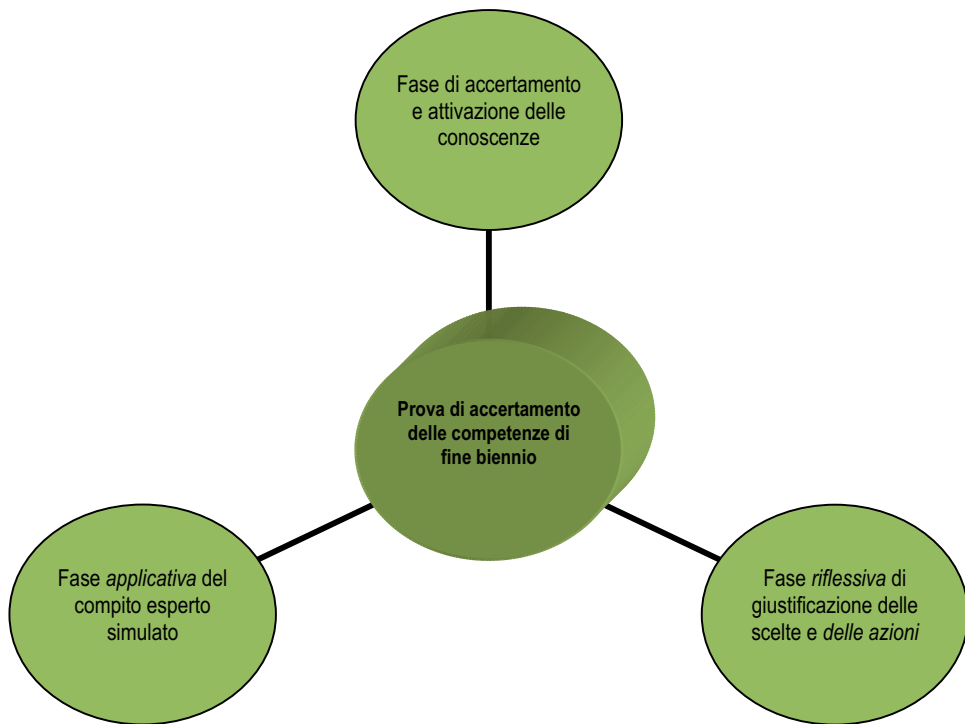 Fase di accertamento
e attivazione delle
conoscenze
Prova di accertamento
delle competenze di
fine biennio
Fase applicativa del
compito esperto
simulato
Fase riflessiva di
giustificazione delle
scelte e delle azioni